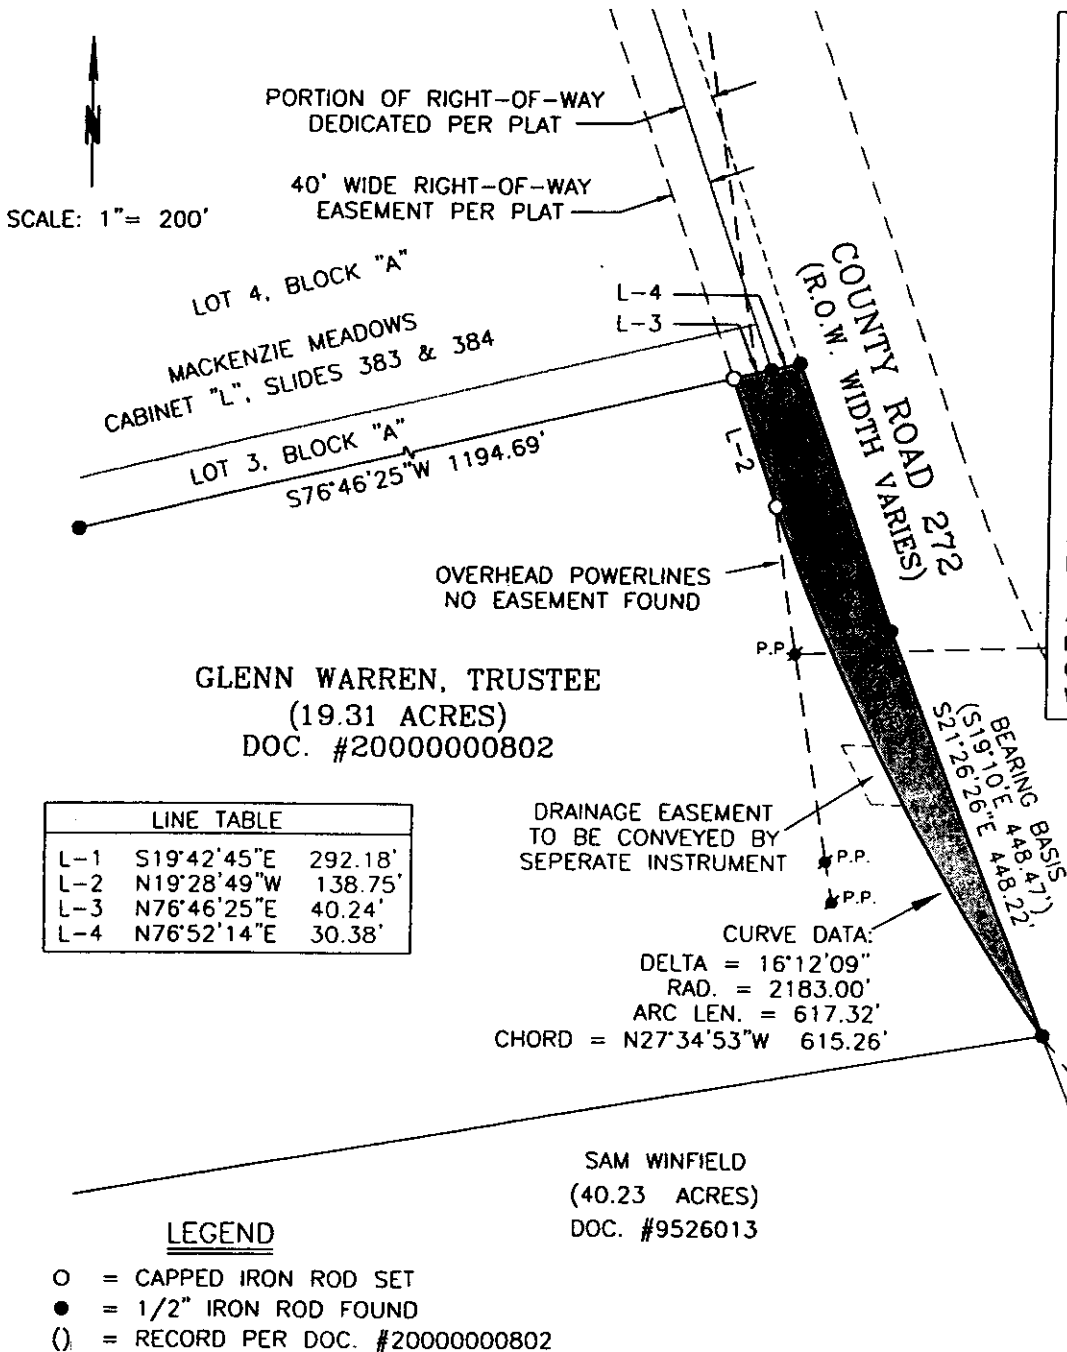 PORTION OF RIGHT-OF-WAY
DEDICATED PER PLAT
40' WIDE RIGHT-OF-WAY
EASEMENT PER PLAT
N
SCALE: 1"= 200'
LOT 4, BLOCK "A"
MACKENZIE MEADOWS
CABINET "L", SLIDES 383 & 384
L-4
L-3
COUNTY ROAD 272
(R.O.W. WIDTH VARIES)
LOT 3, BLOCK "A"
S76°46'25"W 1194.69'
L-2
OVERHEAD POWERLINES
NO EASEMENT FOUND
P.P.
GLENN WARREN, TRUSTEE
(19.31 ACRES)
DOC. #20000000802
BEARING BASIS
(S19°10'E 448.47')
S21°26'26"E 448.22'
DRAINAGE EASEMENT
TO BE CONVEYED BY
SEPERATE INSTRUMENT
P.P.
P.P.
LINE TABLE
L-1 S19°42'45"E 292.18'
L-2 N19°28'49"W 138.75'
L-3 N76°46'25"E 40.24'
L-4 N76°52'14"E 30.38'
CURVE DATA:
DELTA = 16°12'09"
RAD. = 2183.00'
ARC LEN. = 617.32'
CHORD = N27°34'53"W 615.26'
SAM WINFIELD
(40.23 ACRES)
DOC. #9526013
LEGEND
O = CAPPED IRON ROD SET
● = 1/2" IRON ROD FOUND
() = RECORD PER DOC. #20000000802